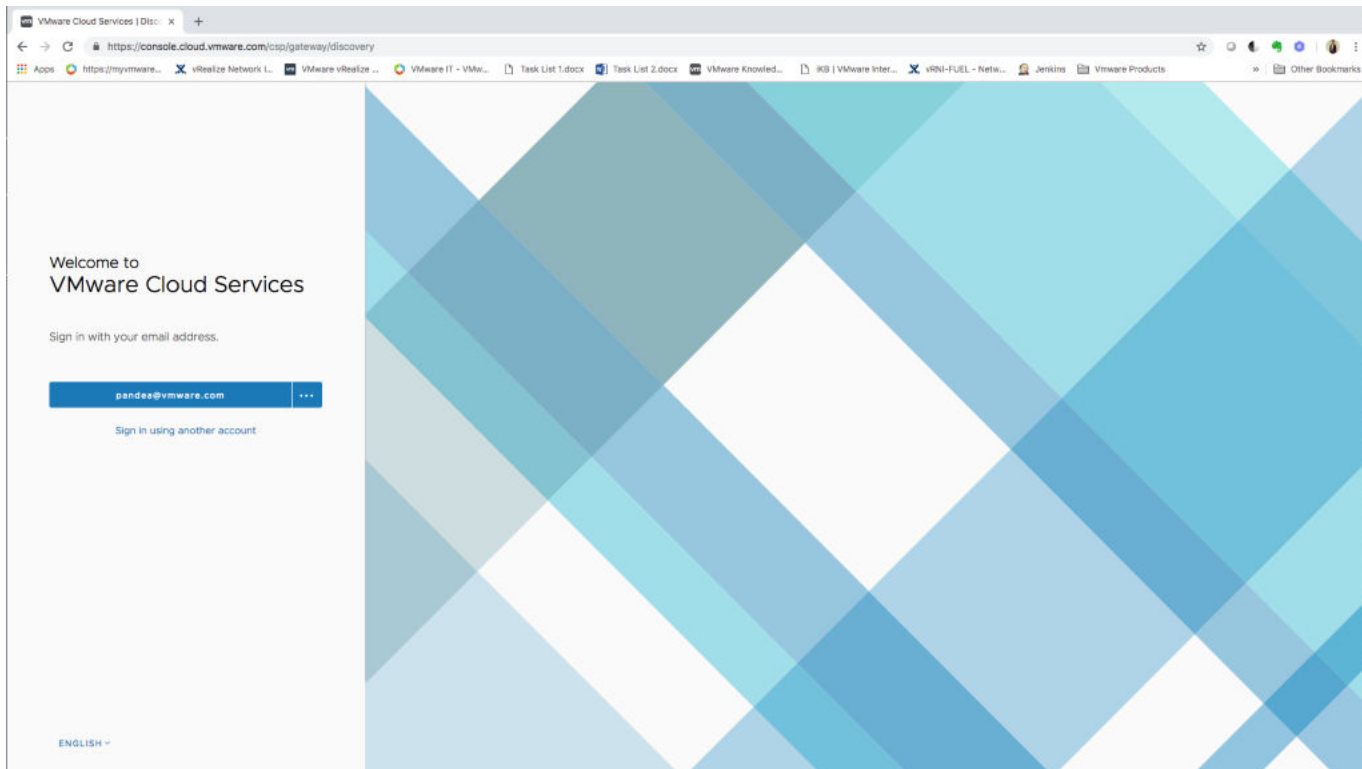 vm VMware Cloud Services | Disc
https://console.cloud.vmware.com/csp/gateway/discovery
Apps https://myvmware... vRealize Network I... VMware vRealize ... VMware IT - VMw... Task List 1.docx Task List 2.docx VMware Knowled... IKB | VMware Inter... vRNI-FUEL - Netw... Jenkins Vmware Products » Other Bookmarks
Welcome to
VMware Cloud Services
Sign in with your email address.
pandea@vmware.com ...
Sign in using another account
ENGLISH